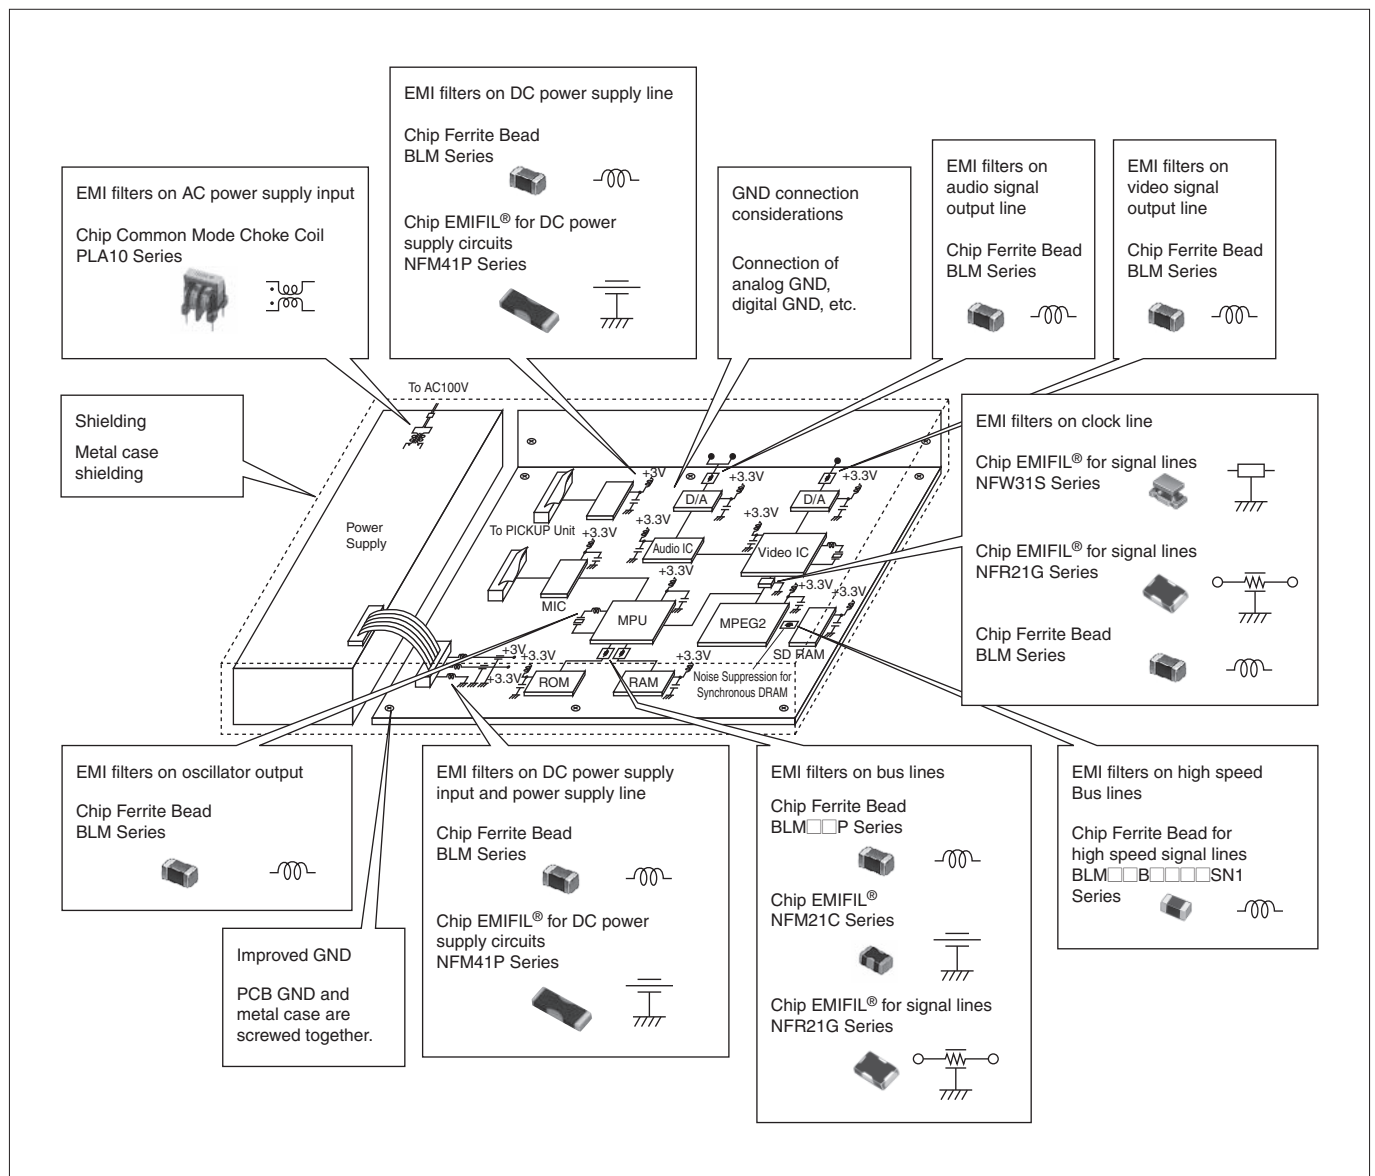 EMI filters on DC power supply line
Chip Ferrite Bead
BLM Series
Chip EMIFIL® for DC power
supply circuits
NFM41P Series
EMI filters on AC power supply input
Chip Common Mode Choke Coil
PLA10 Series
GND connection
considerations
Connection of
analog GND,
digital GND, etc.
EMI filters on
audio signal
output line
Chip Ferrite Bead
BLM Series
EMI filters on
video signal
output line
Chip Ferrite Bead
BLM Series
Shielding
Metal case
shielding
To AC100V
Power
Supply
To PICKUP Unit
+3V
+3.3V
+3.3V
D/A
D/A
+3.3V
+3.3V
+3.3V
Audio IC
Video IC
+3.3V
+3.3V
+3.3V
MIC
MPU
MPEG2
SD RAM
+3V
+3.3V
+3.3V
+3.3V
ROM
RAM
Noise Suppression for
Synchronous DRAM
EMI filters on clock line
Chip EMIFIL® for signal lines
NFW31S Series
Chip EMIFIL® for signal lines
NFR21G Series
Chip Ferrite Bead
BLM Series
EMI filters on oscillator output
Chip Ferrite Bead
BLM Series
Improved GND
PCB GND and
metal case are
screwed together.
EMI filters on DC power supply
input and power supply line
Chip Ferrite Bead
BLM Series
Chip EMIFIL® for DC power
supply circuits
NFM41P Series
EMI filters on bus lines
Chip Ferrite Bead
BLM□□P Series
Chip EMIFIL®
NFM21C Series
Chip EMIFIL® for signal lines
NFR21G Series
EMI filters on high speed
Bus lines
Chip Ferrite Bead for
high speed signal lines
BLM□□B□□□□SN1
Series